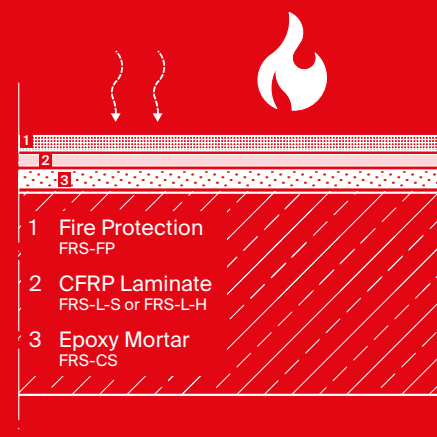 1
2
3
1 Fire Protection
FRS-FP
2 CFRP Laminate
FRS-L-S or FRS-L-H
3 Epoxy Mortar
FRS-CS